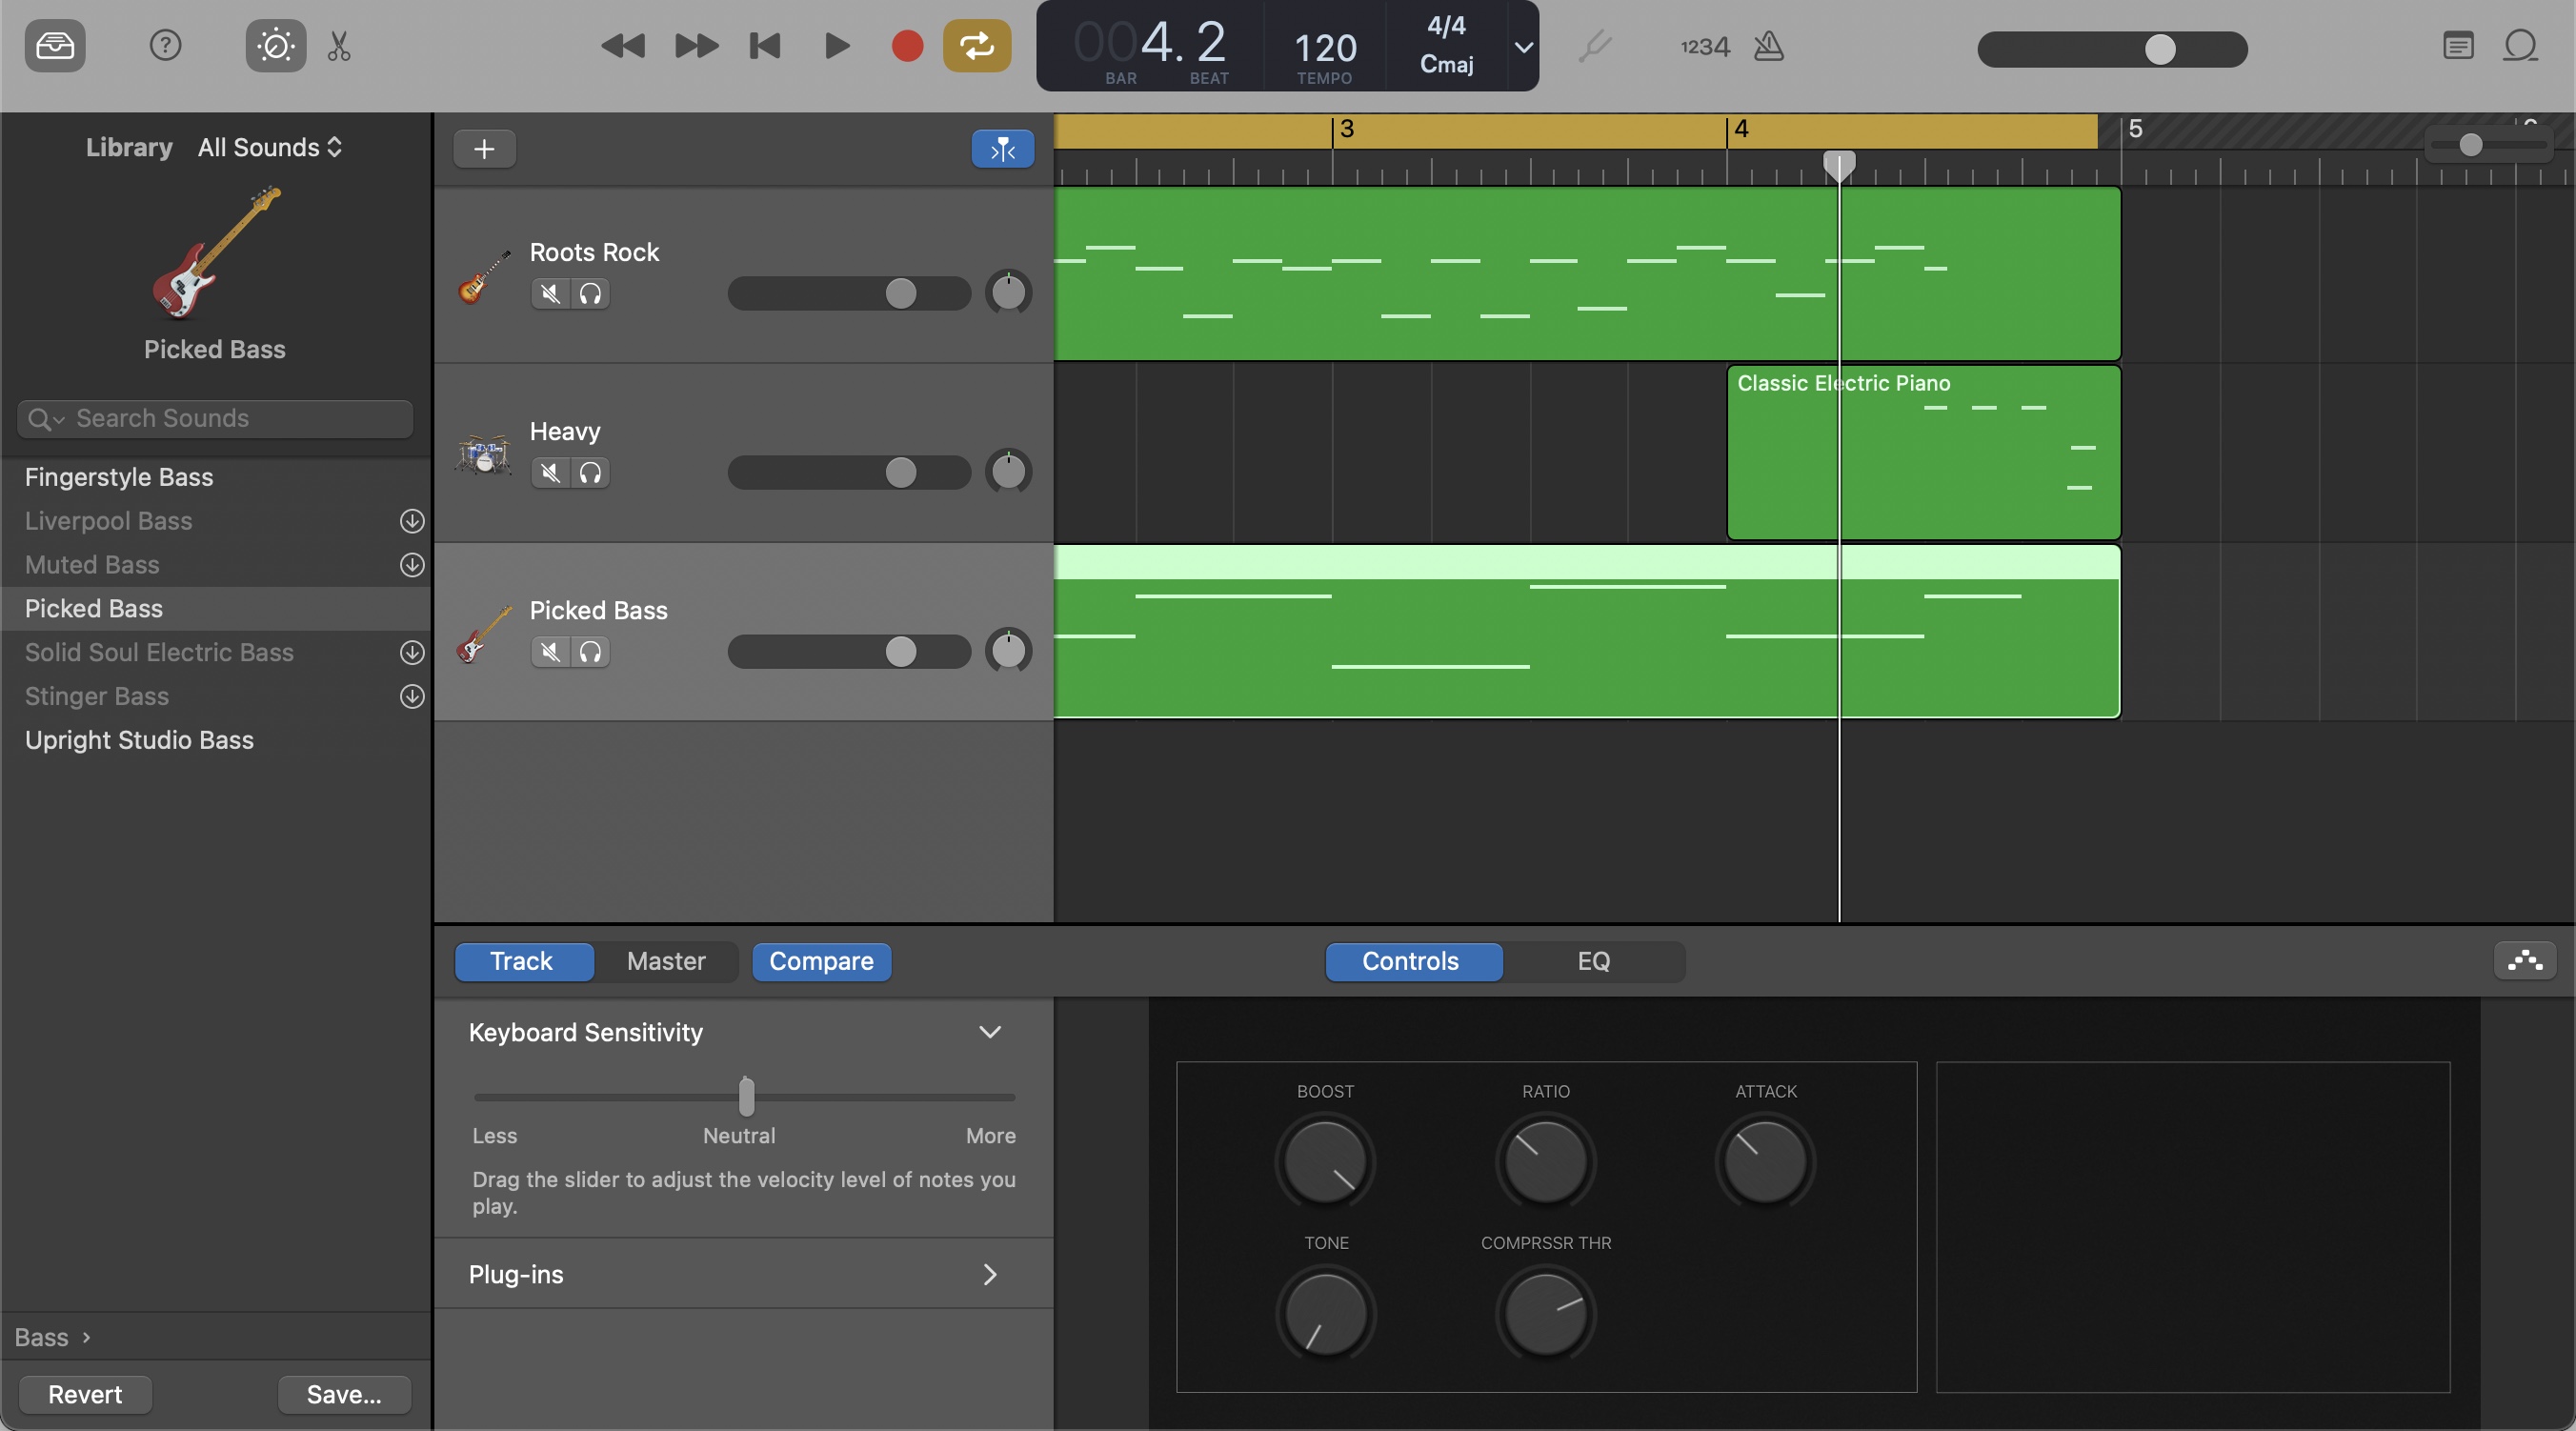 004. 2
BAR
BEAT
120
TEMPO
4/4
Cmaj
1234
Library
All Sounds
Picked Bass
Search Sounds
Fingerstyle Bass
Liverpool Bass
Muted Bass
Picked Bass
Solid Soul Electric Bass
Stinger Bass
Upright Studio Bass
Bass
Revert
Save...
3
4
5
Roots Rock
Heavy
Picked Bass
Classic Electric Piano
Track
Master
Compare
Controls
EQ
Keyboard Sensitivity
Less
Neutral
More
Drag the slider to adjust the velocity level of notes you
play.
Plug-ins
BOOST
RATIO
ATTACK
TONE
COMPRSSR THR